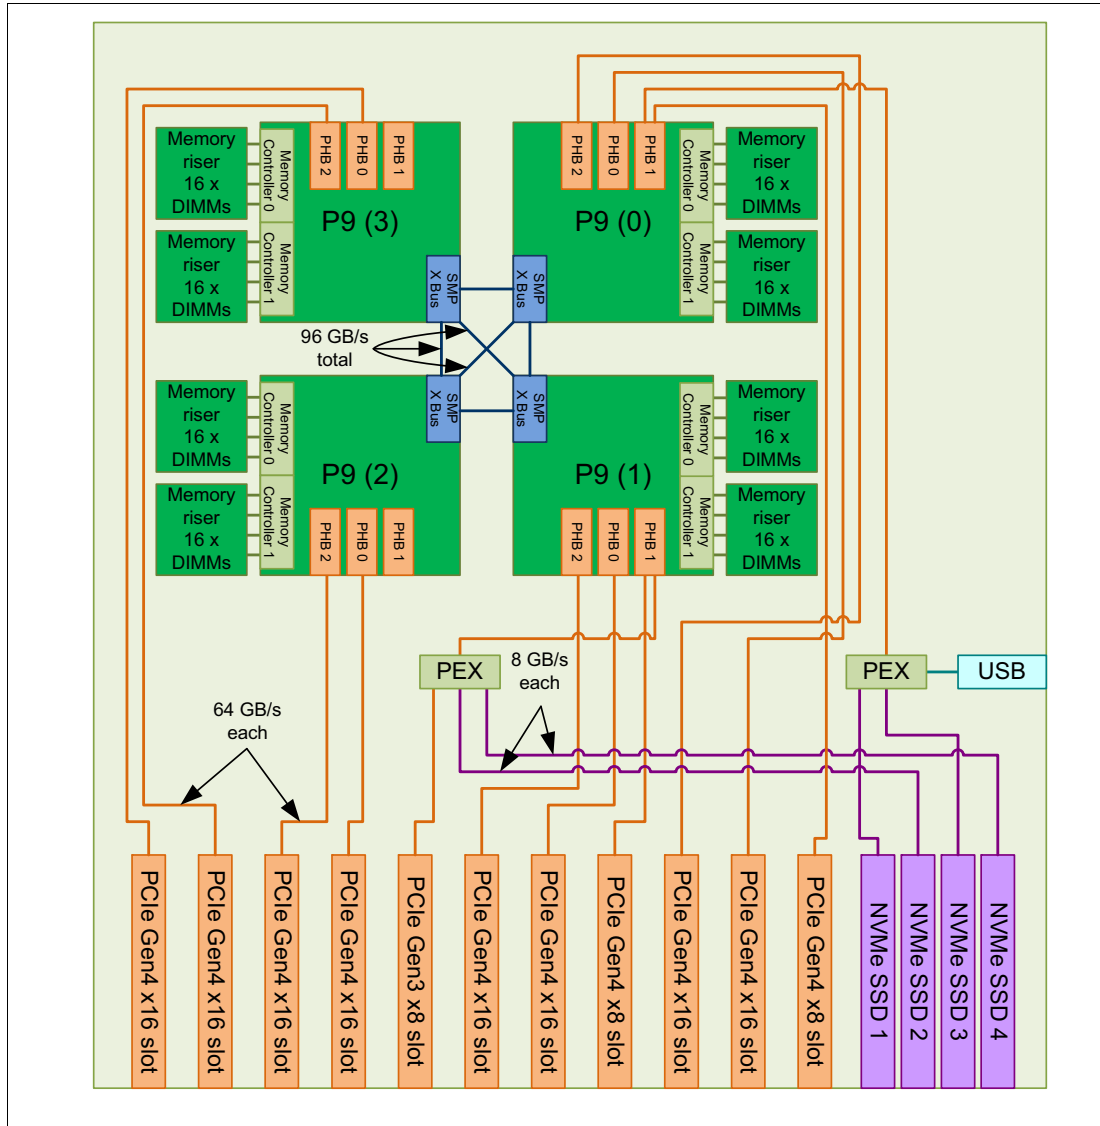 PHB 2
PHB 0
PHB 1
PHB 2
PHB 0
PHB 1
Memory
riser
16 x
DIMMs
Memory
Controller 0
P9 (3)
P9 (0)
Memory
Controller 0
Memory
riser
16 x
DIMMs
Memory
riser
16 x
DIMMs
Memory
Controller 1
SMP
X Bus
SMP
X Bus
Memory
Controller 1
Memory
riser
16 x
DIMMs
96 GB/s
total
Memory
riser
16 x
DIMMs
Memory
Controller 0
SMP
X Bus
SMP
X Bus
Memory
Controller 0
Memory
riser
16 x
DIMMs
P9 (2)
P9 (1)
Memory
riser
16 x
DIMMs
Memory
Controller 1
PHB 2
PHB 0
PHB 1
PHB 2
PHB 0
PHB 1
Memory
Controller 1
Memory
riser
16 x
DIMMs
PEX
8 GB/s
each
PEX
USB
64 GB/s
each
PCIe Gen4 x16 slot
PCIe Gen4 x16 slot
PCIe Gen4 x16 slot
PCIe Gen4 x16 slot
PCIe Gen3 x8 slot
PCIe Gen4 x16 slot
PCIe Gen4 x16 slot
PCIe Gen4 x8 slot
PCIe Gen4 x16 slot
PCIe Gen4 x16 slot
PCIe Gen4 x8 slot
NVMe SSD 1
NVMe SSD 2
NVMe SSD 3
NVMe SSD 4